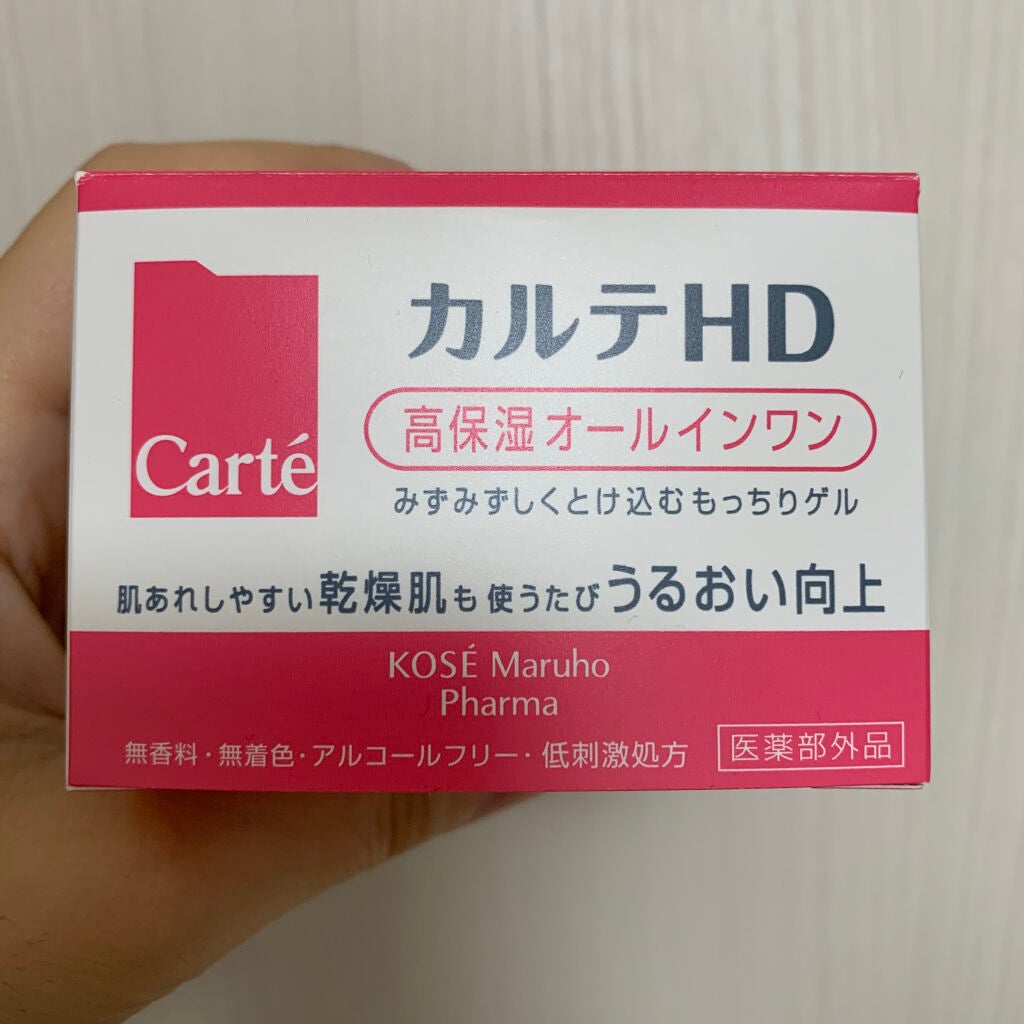 カルテHD
Carté
高保湿オールインワン
みずみずしくとけ込むもっちりゲル
肌あれしやすい乾燥肌も使うたびうるおい向上
KOSÉ Maruho
Pharma
無香料・無着色・アルコールフリー・低刺激処方
医薬部外品